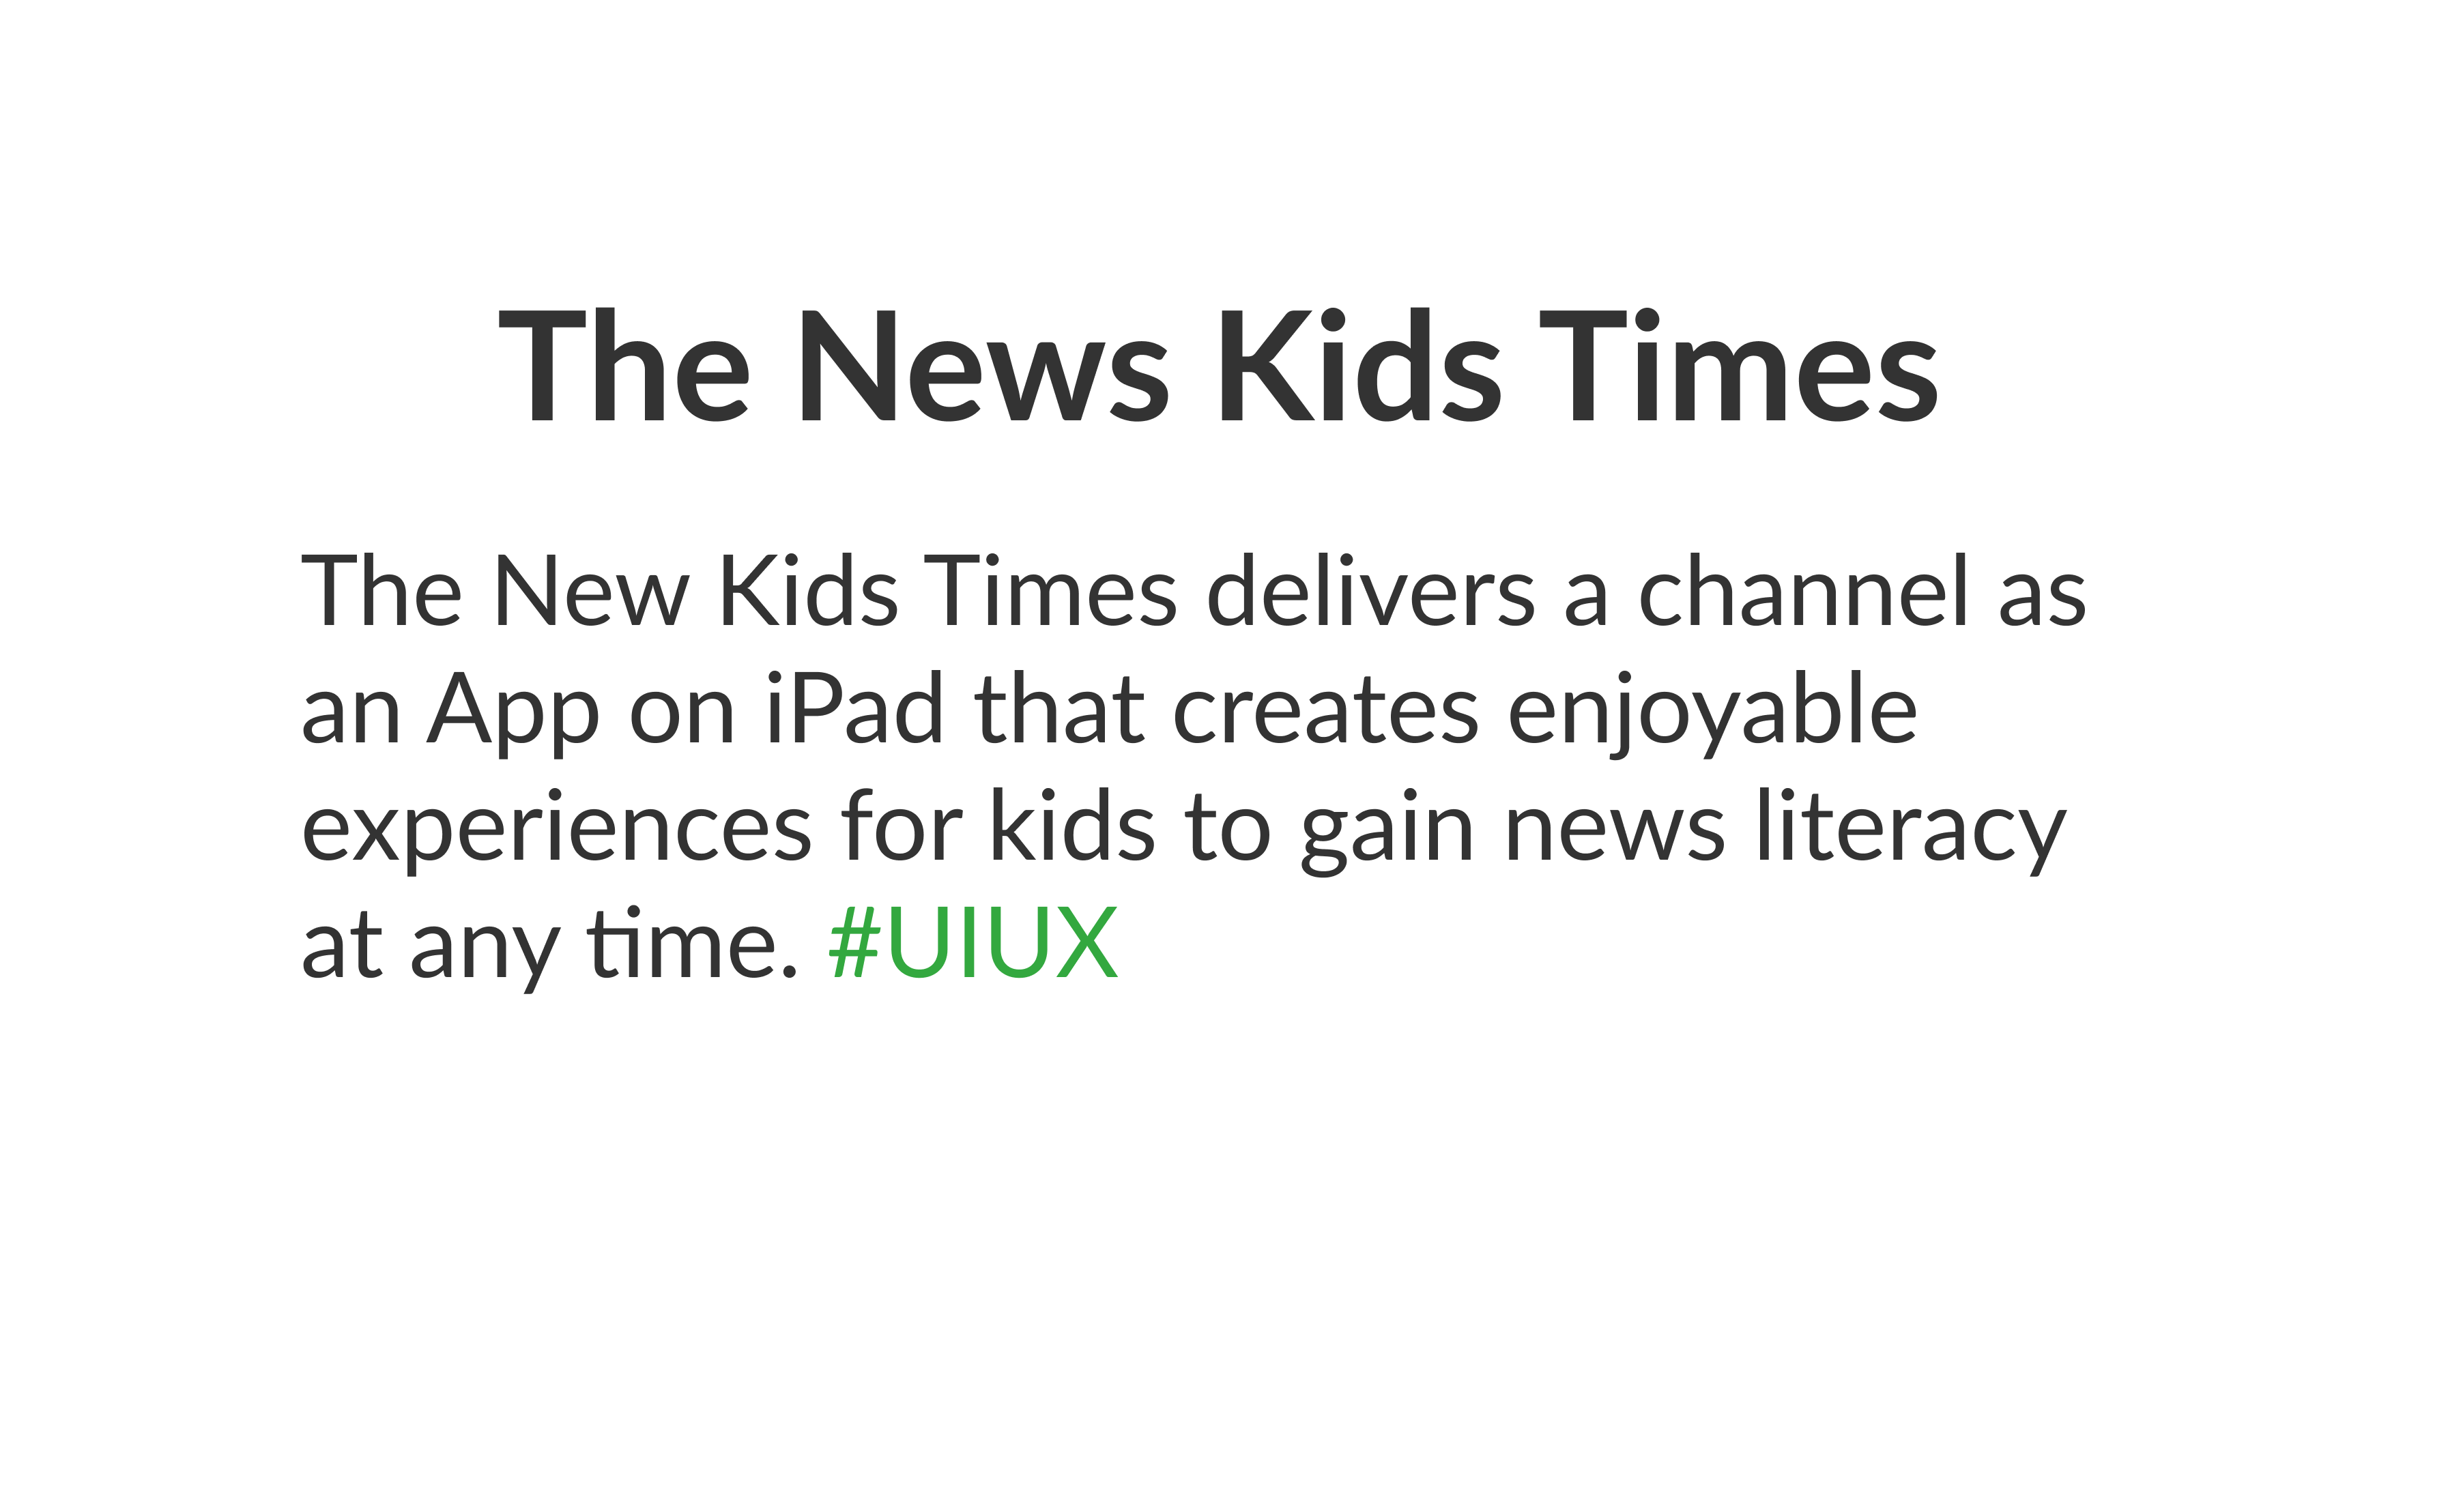 The News Kids Times
The New Kids Times delivers a channel as
an App on iPad that creates enjoyable
experiences for kids to gain news literacy
at any time. #UIUX